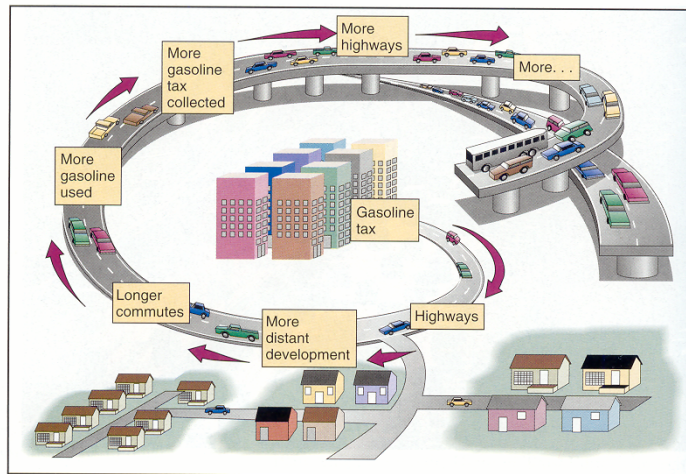 Gasoline
tax
Highways
More
distant
development
Longer
commutes
More
gasoline
used
More
gasoline
tax
collected
More
highways
More. . .